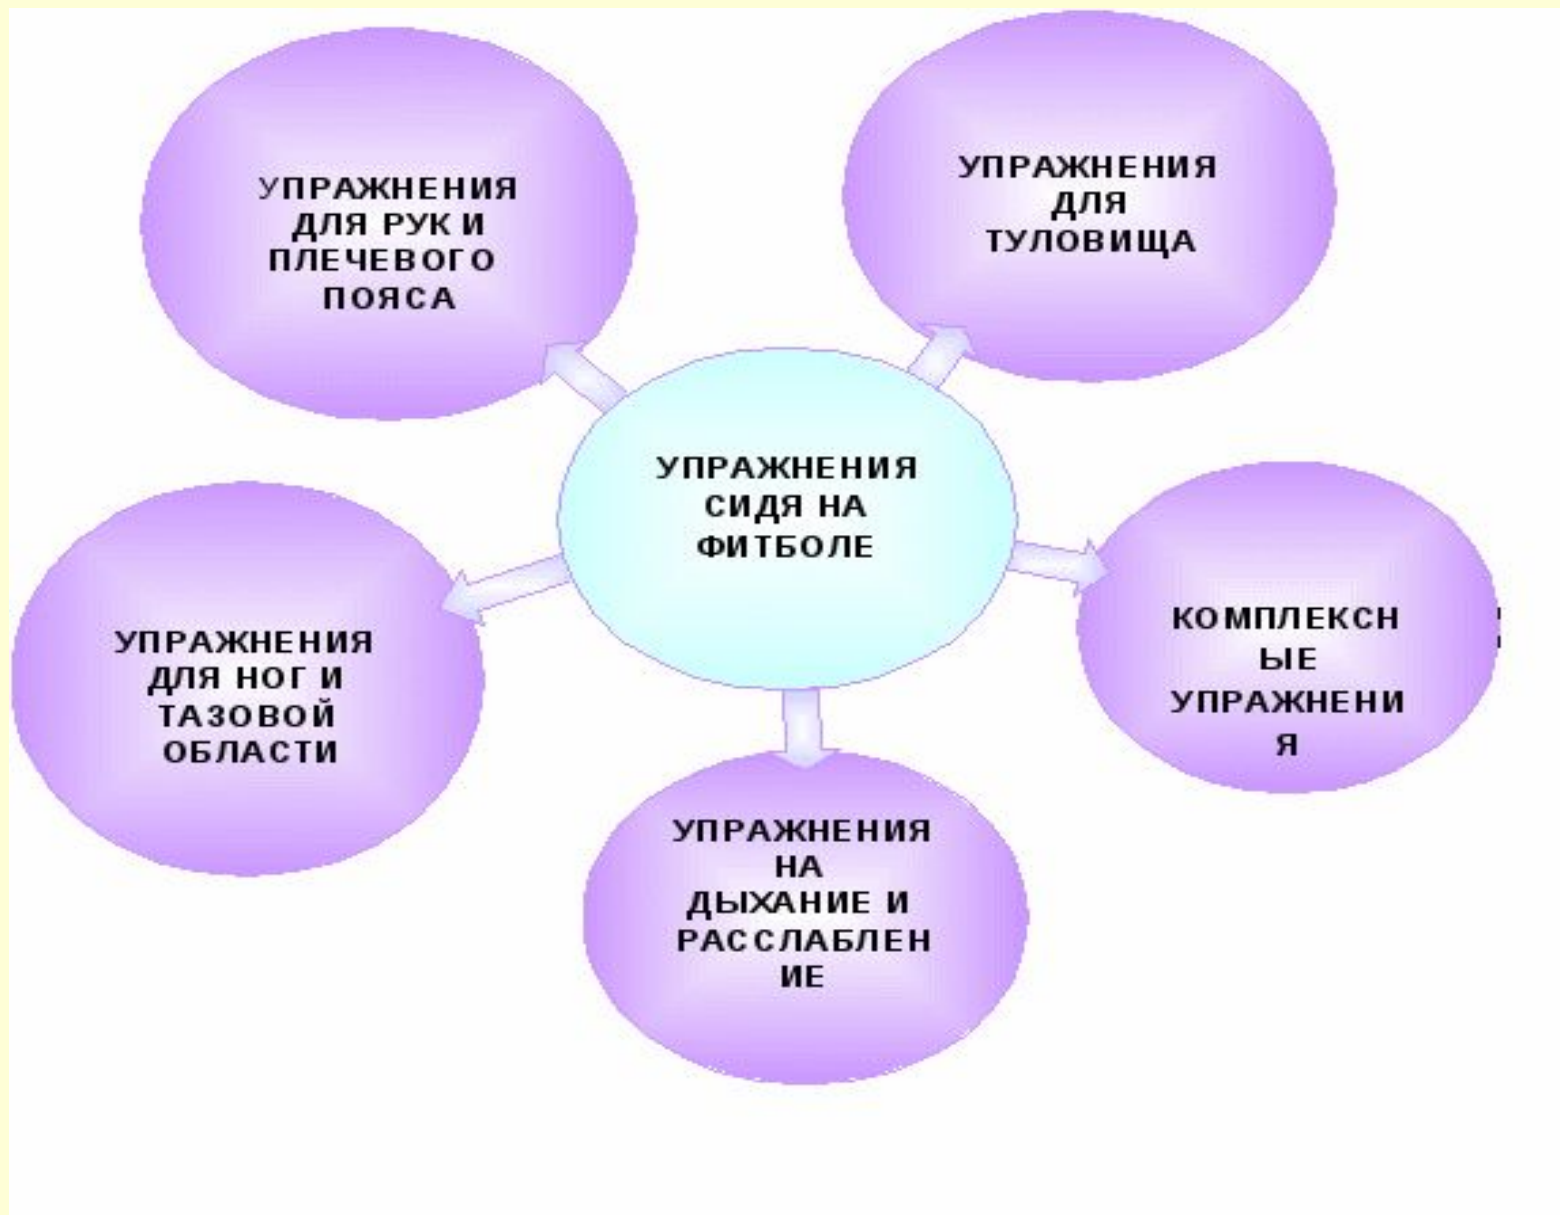 УПРАЖНЕНИЯ
ДЛЯ РУК И
ПЛЕЧЕВОГО
ПОЯСА
УПРАЖНЕНИЯ
ДЛЯ
ТУЛОВИЩА
УПРАЖНЕНИЯ
СИДЯ НА
ФИТБОЛЕ
УПРАЖНЕНИЯ
ДЛЯ НОГ И
ТАЗОВОЙ
ОБЛАСТИ
КОМПЛЕКСН
ЫЕ
УПРАЖНЕНИ
Я
УПРАЖНЕНИЯ
НА
ДЫХАНИЕ И
РАССЛАБЛЕН
ИЕ